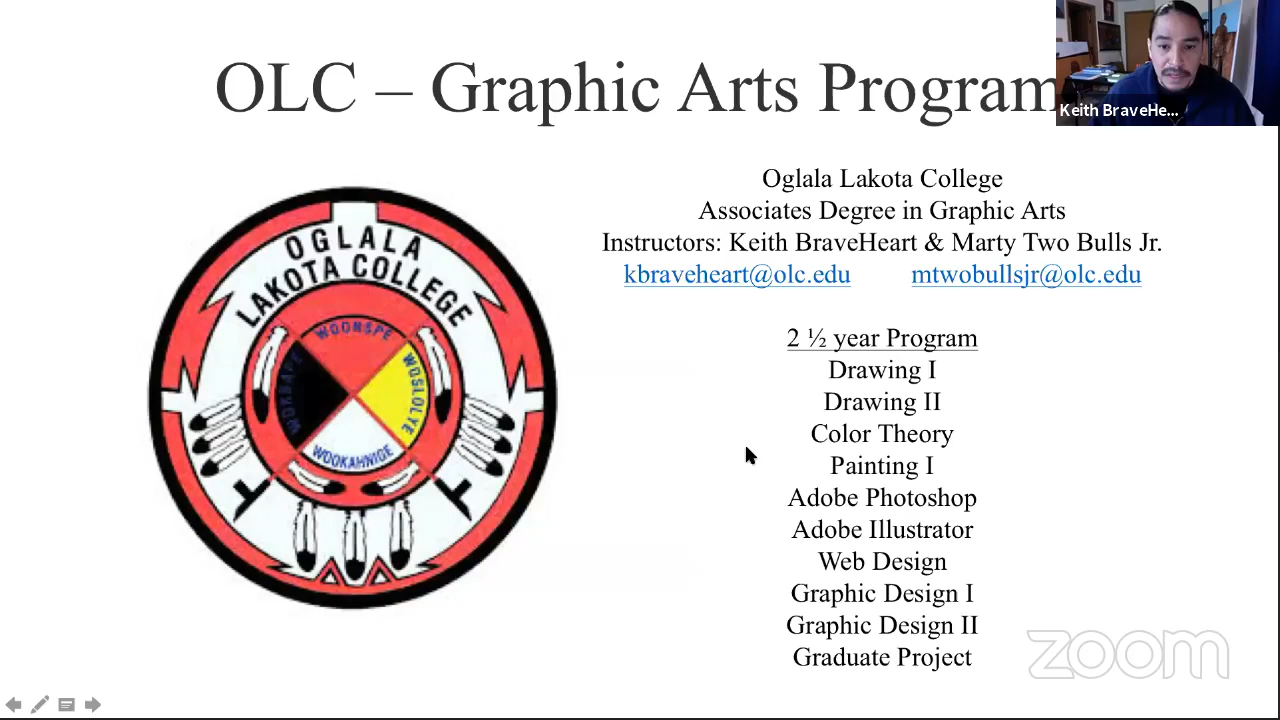 OLC – Graphic Arts Program
Keith BraveHe...
Oglala Lakota College
Associates Degree in Graphic Arts
Instructors: Keith BraveHeart & Marty Two Bulls Jr.
kbraveheart@olc.edu mtwobullsjr@olc.edu
2 ½ year Program
Drawing I
Drawing II
Color Theory
Painting I
Adobe Photoshop
Adobe Illustrator
Web Design
Graphic Design I
Graphic Design II
Graduate Project
OGLALA
LAKOTA COLLEGE
WOONSPE
WOKSAPE
WOSLOLYE
WOOKAHNIGE
zoom